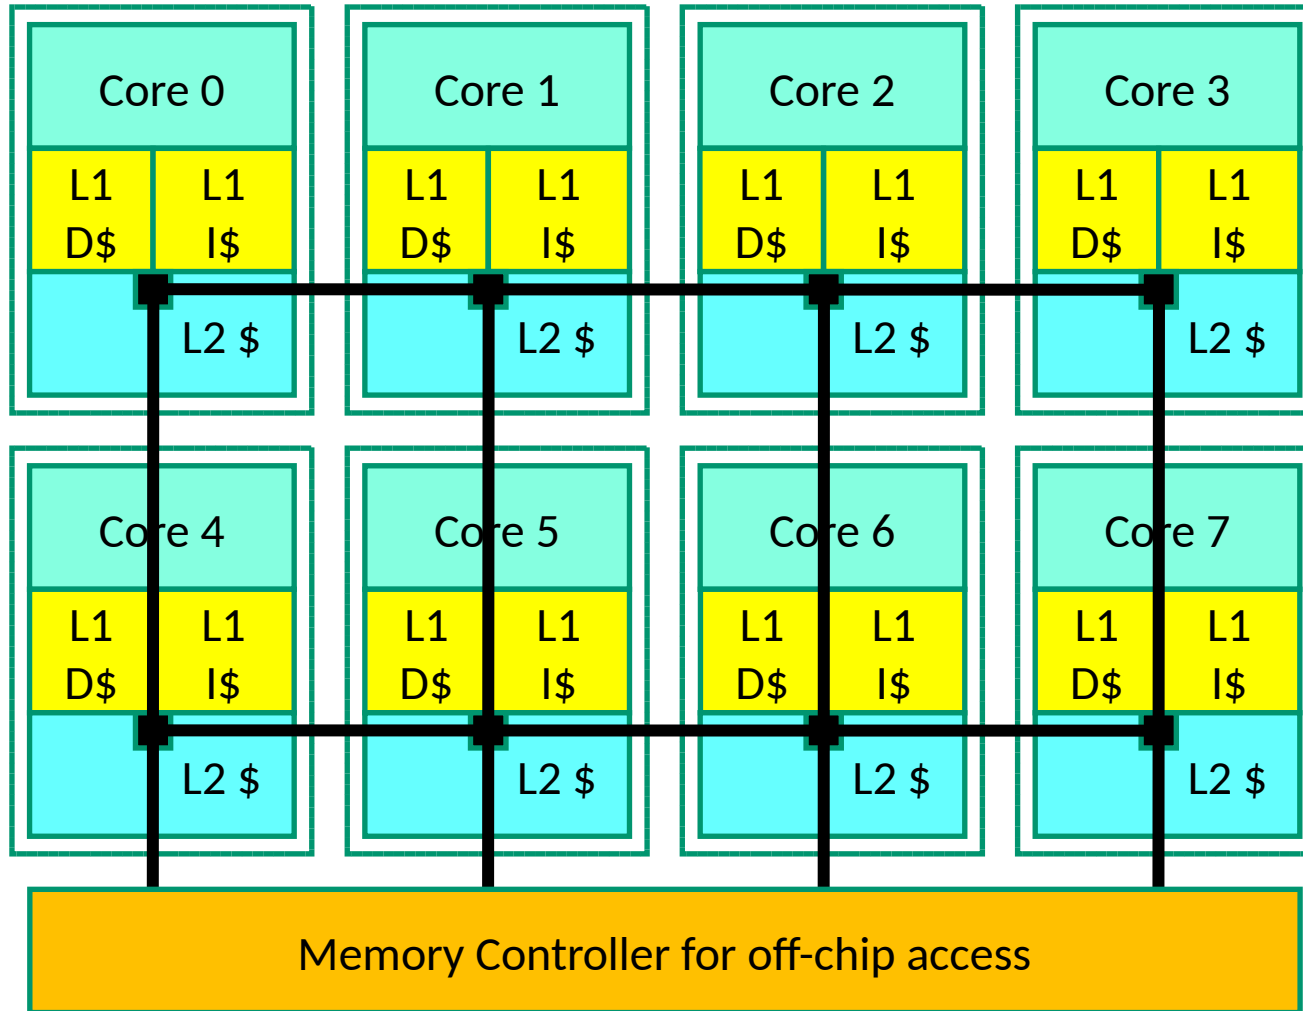 Core 0
Core 1
Core 2
Core 3
L1
D$
L1
I$
L1
D$
L1
I$
L1
D$
L1
I$
L1
D$
L1
I$
L2 $
L2 $
L2 $
L2 $
Core 4
Core 5
Core 6
Core 7
L1
D$
L1
I$
L1
D$
L1
I$
L1
D$
L1
I$
L1
D$
L1
I$
L2 $
L2 $
L2 $
L2 $
Memory Controller for off-chip access